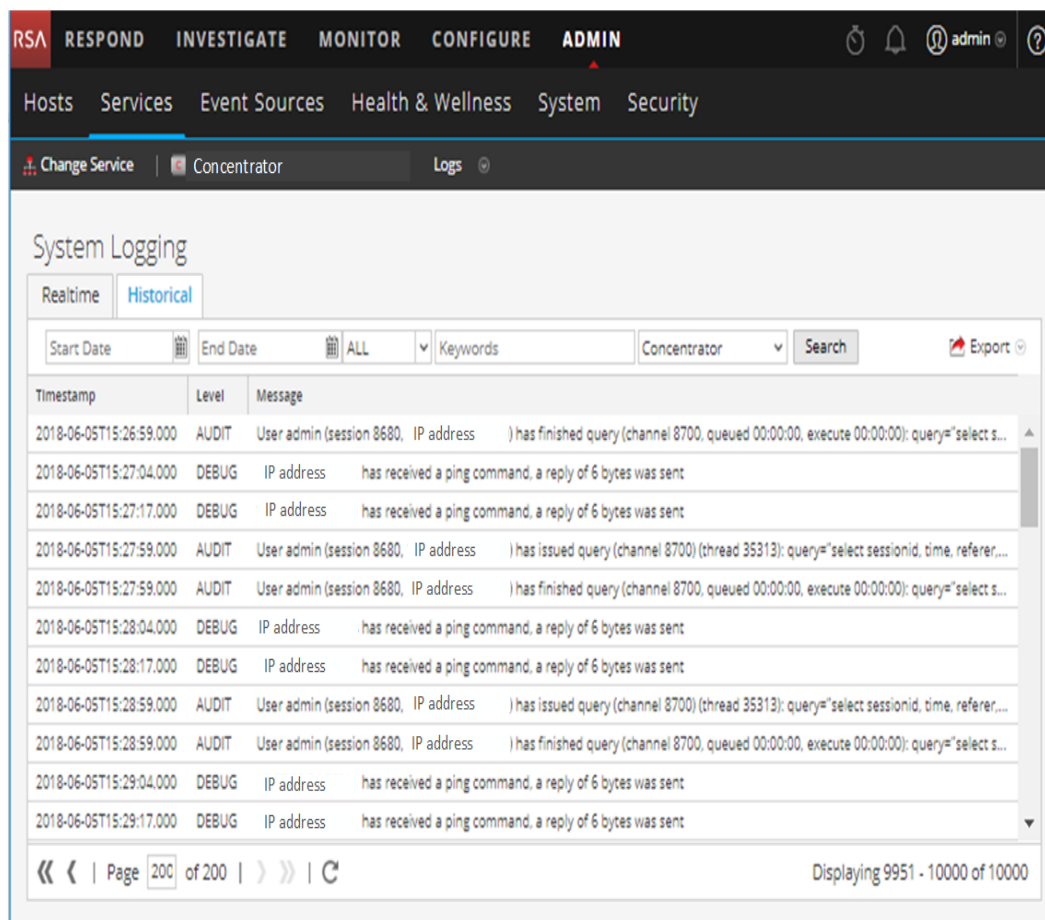 RSA RESPOND INVESTIGATE MONITOR CONFIGURE ADMIN admin ?
Hosts Services Event Sources Health & Wellness System Security
Change Service | C Concentrator Logs
System Logging
Realtime Historical
Start Date End Date ALL Keywords Concentrator Search Export
Timestamp Level Message
2018-06-05T15:26:59.000 AUDIT User admin (session 8680, IP address ) has finished query (channel 8700, queued 00:00:00, execute 00:00:00): query="select s...
2018-06-05T15:27:04.000 DEBUG IP address has received a ping command, a reply of 6 bytes was sent
2018-06-05T15:27:17.000 DEBUG IP address has received a ping command, a reply of 6 bytes was sent
2018-06-05T15:27:59.000 AUDIT User admin (session 8680, IP address ) has issued query (channel 8700) (thread 35313): query="select sessionid, time, referer,...
2018-06-05T15:27:59.000 AUDIT User admin (session 8680, IP address ) has finished query (channel 8700, queued 00:00:00, execute 00:00:00): query="select s...
2018-06-05T15:28:04.000 DEBUG IP address has received a ping command, a reply of 6 bytes was sent
2018-06-05T15:28:17.000 DEBUG IP address has received a ping command, a reply of 6 bytes was sent
2018-06-05T15:28:59.000 AUDIT User admin (session 8680, IP address ) has issued query (channel 8700) (thread 35313): query="select sessionid, time, referer,...
2018-06-05T15:28:59.000 AUDIT User admin (session 8680, IP address ) has finished query (channel 8700, queued 00:00:00, execute 00:00:00): query="select s...
2018-06-05T15:29:04.000 DEBUG IP address has received a ping command, a reply of 6 bytes was sent
2018-06-05T15:29:17.000 DEBUG IP address has received a ping command, a reply of 6 bytes was sent
| Page 200 of 200 | | Displaying 9951 - 10000 of 10000